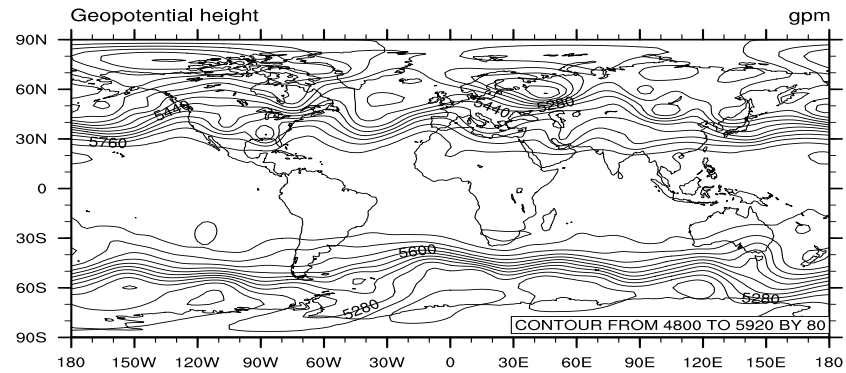 Geopotential height gpm
90N
60N
30N
0
30S
60S
90S
5440
5440
5280
5760
5600
5280
5280
CONTOUR FROM 4800 TO 5920 BY 80
180 150W 120W 90W 60W 30W 0 30E 60E 90E 120E 150E 180